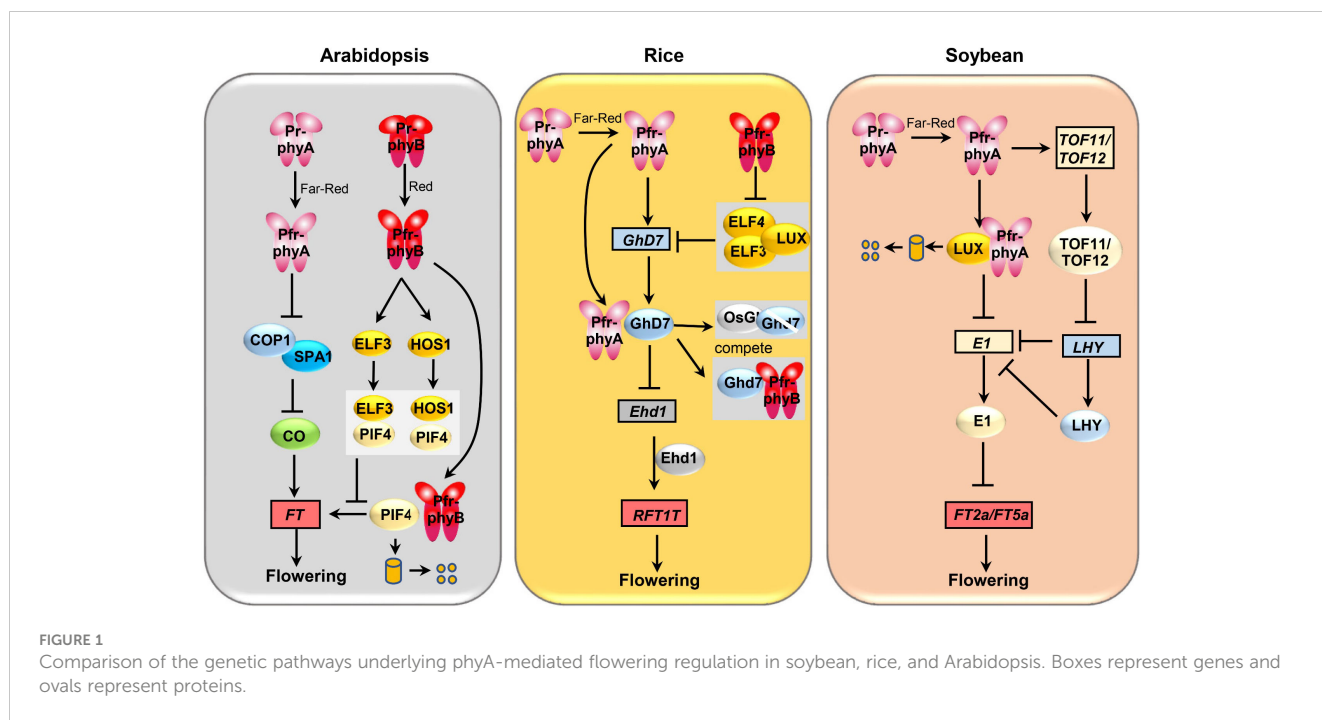 Arabidopsis
Pr-
phyA
Pr-
phyB
Far-Red
Red
Pfr-
phyA
Pfr-
phyB
COP1
SPA1
ELF3
HOS1
ELF3
HOS1
PIF4
PIF4
CO
FT
PIF4
Pfr-
phyB
Flowering
Rice
Pr-
phyA
Far-Red
Pfr-
phyA
Pfr-
phyB
ELF4
LUX
ELF3
GhD7
Pfr-
phyA
GhD7
OsGI
Ghd7
compete
Ghd7
Pfr-
phyB
Ehd1
Ehd1
RFT1T
Flowering
Soybean
Pr-
phyA
Far-Red
Pfr-
phyA
TOF11/
TOF12
LUX
Pfr-
phyA
TOF11/
TOF12
E1
LHY
E1
LHY
FT2a/FT5a
Flowering
FIGURE 1
Comparison of the genetic pathways underlying phyA-mediated flowering regulation in soybean, rice, and Arabidopsis. Boxes represent genes and
ovals represent proteins.